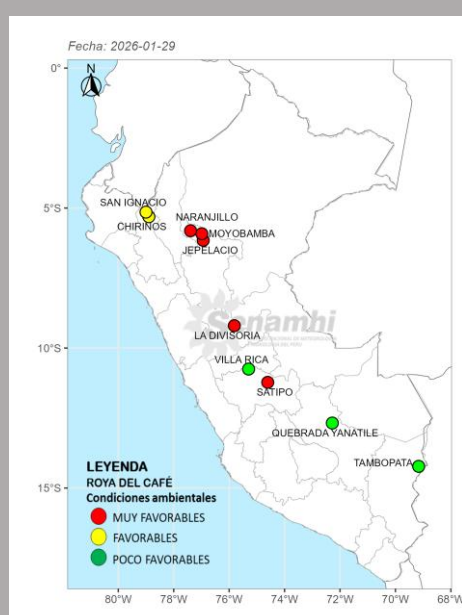 Fecha: 2026-01-29
N
0°
SAN IGNACIO
NARANJILLO
5°S
CHIRINOS
MOYOBAMBA
JEPELACIO
Senamhi
LA DIVISORIA
10°S
VILLA RICA
SATIPO
QUEBRADA YANATILE
TAMBOPATA
LEYENDA
ROYA DEL CAFÉ
15°S
Condiciones ambientales
MUY FAVORABLES
FAVORABLES
POCO FAVORABLES
80°W 78°W 76°W 74°W 72°W 70°W 68°W